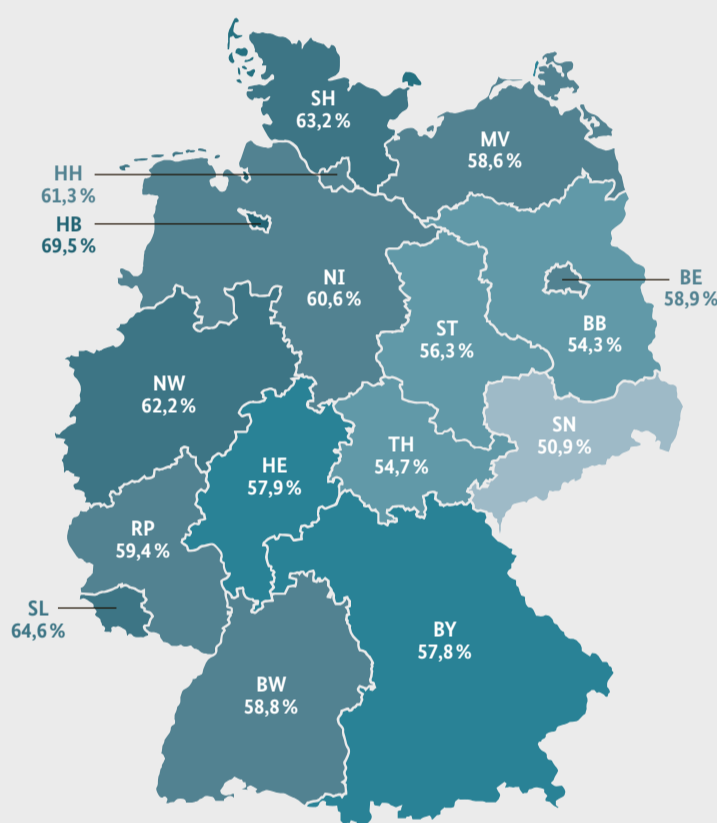 SH
63,2 %
MV
58,6 %
HH
61,3 %
HB
69,5 %
NI
60,6 %
BE
58,9 %
ST
56,3 %
BB
54,3 %
NW
62,2 %
SN
50,9 %
TH
54,7 %
HE
57,9 %
RP
59,4 %
SL
64,6 %
BY
57,8 %
BW
58,8 %